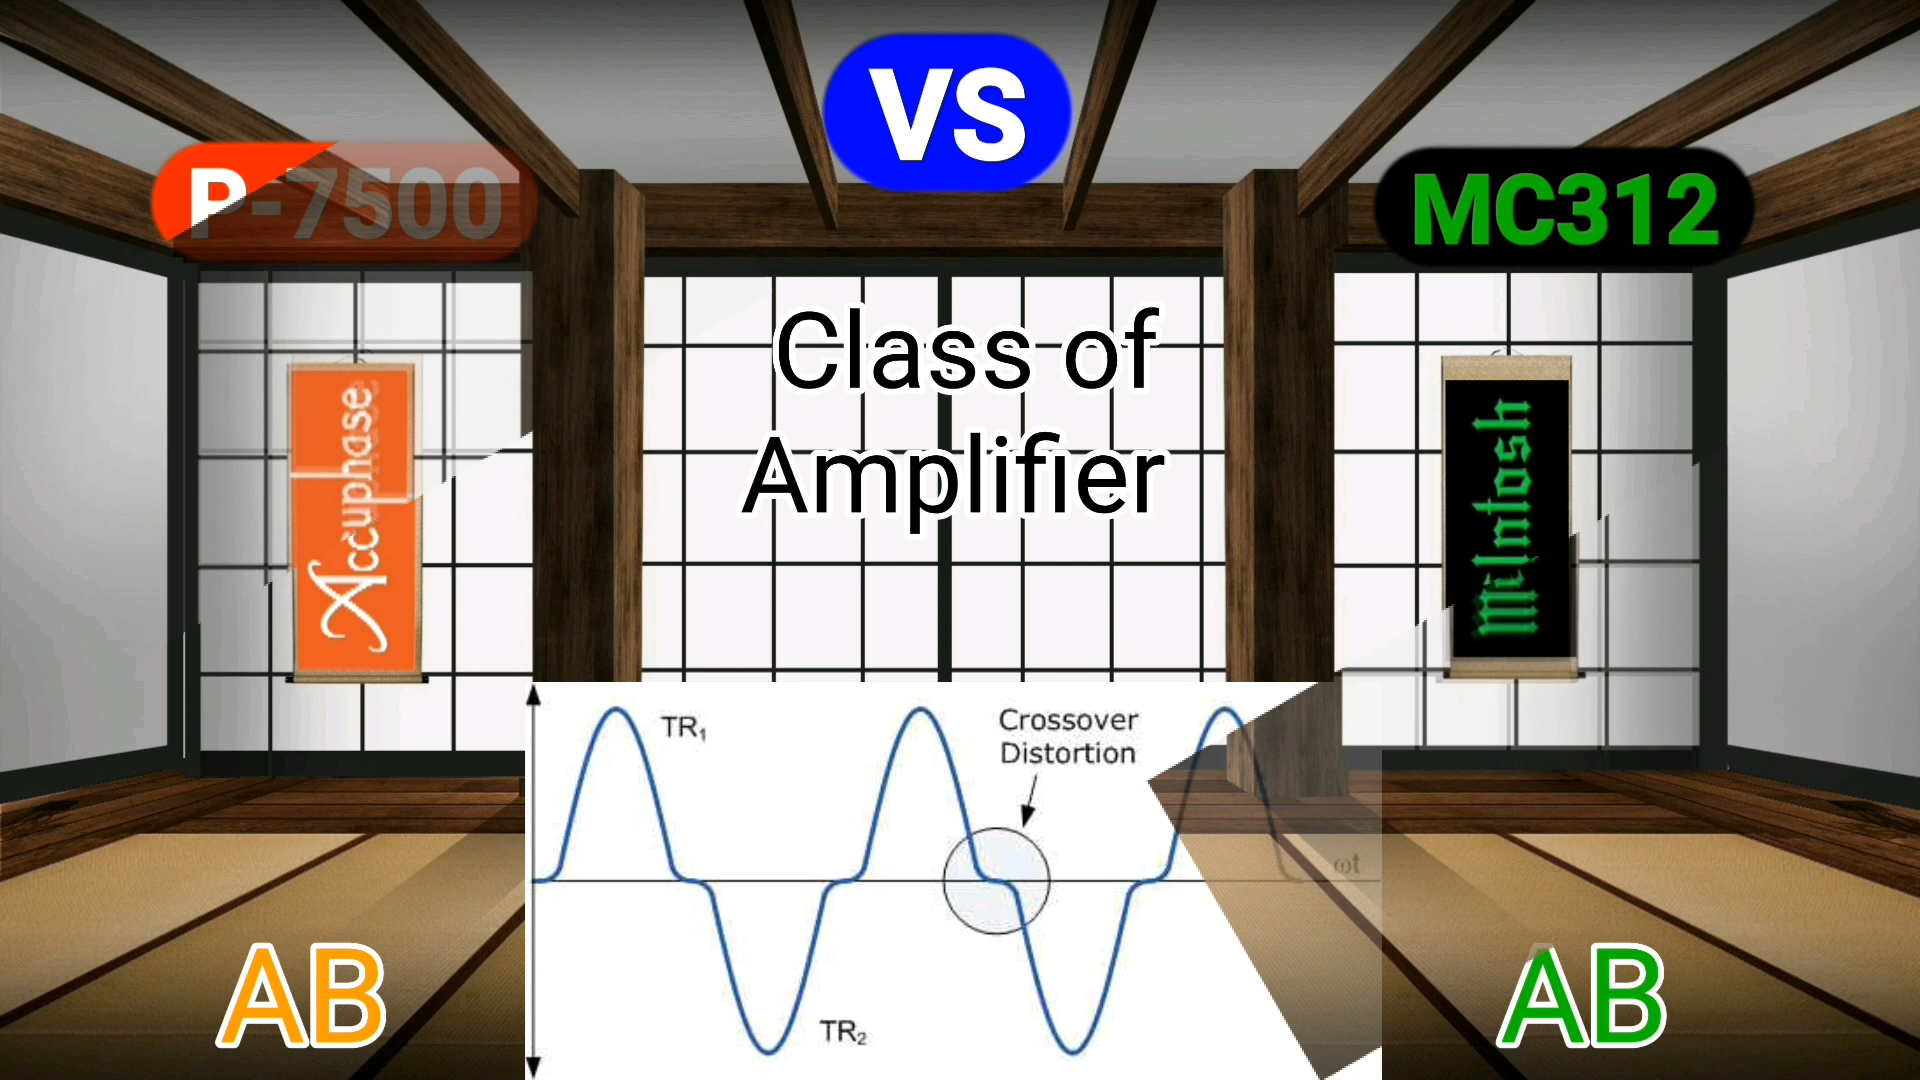 VS
P-7500
MC312
Class of
Amplifier
Accuphase
McIntosh
TR₁
Crossover
Distortion
ωt
TR₂
AB
AB